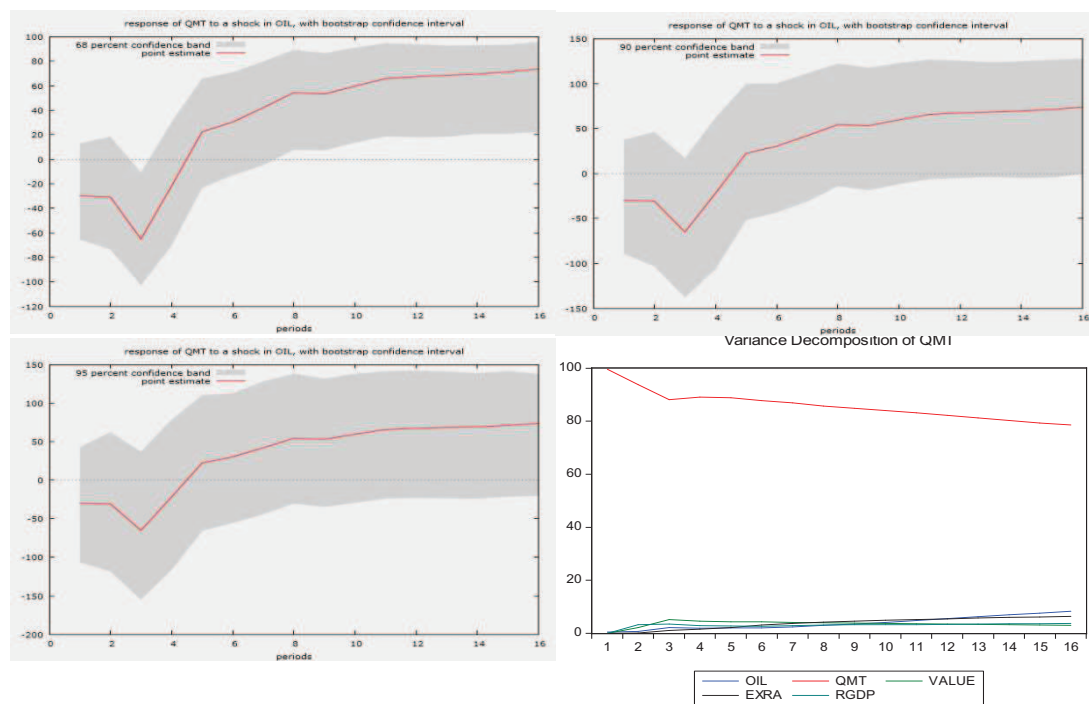 response of QMT to a shock in OIL, with bootstrap confidence interval
68 percent confidence band
point estimate
100
80
60
40
20
0
-20
-40
-60
-80
-100
-120
0 2 4 6 8 10 12 14 16
periods
response of QMT to a shock in OIL, with bootstrap confidence interval
90 percent confidence band
point estimate
150
100
50
0
-50
-100
-150
0 2 4 6 8 10 12 14 16
periods
response of QMT to a shock in OIL, with bootstrap confidence interval
95 percent confidence band
point estimate
150
100
50
0
-50
-100
-150
-200
0 2 4 6 8 10 12 14 16
periods
Variance Decomposition of QMT
100
80
60
40
20
0
1 2 3 4 5 6 7 8 9 10 11 12 13 14 15 16
OIL QMT VALUE
EXRA RGDP